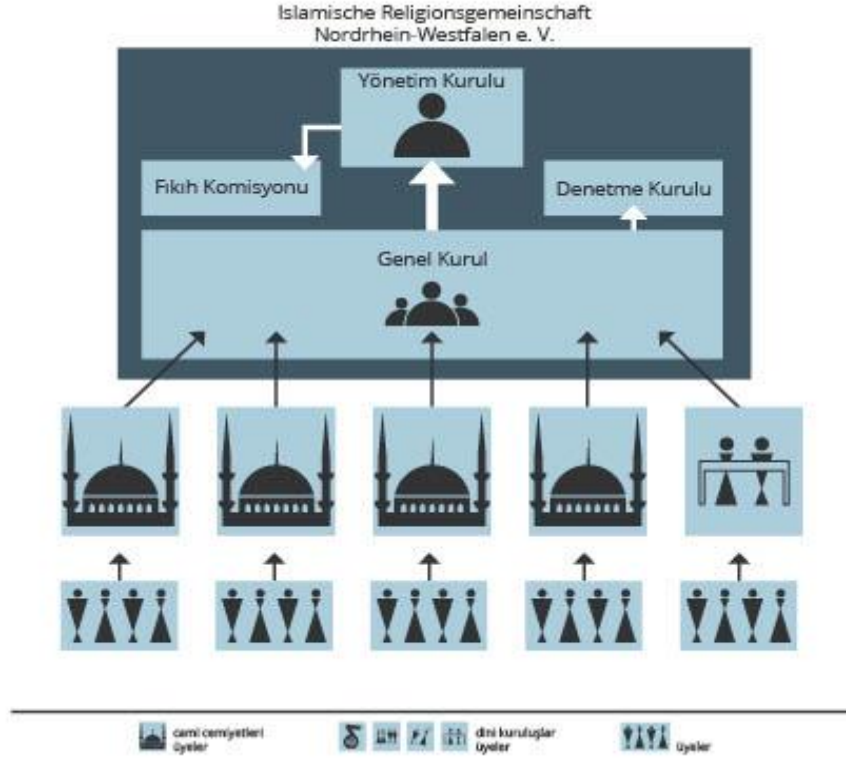 Islamische Religionsgemeinschaft
Nordrhein-Westfalen e. V.
Yönetim Kurulu
Fıkıh Komisyonu
Denetme Kurulu
Genel Kurul
cami cemiyetleri
üyeler
dini kuruluşlar
üyeler
üyeler